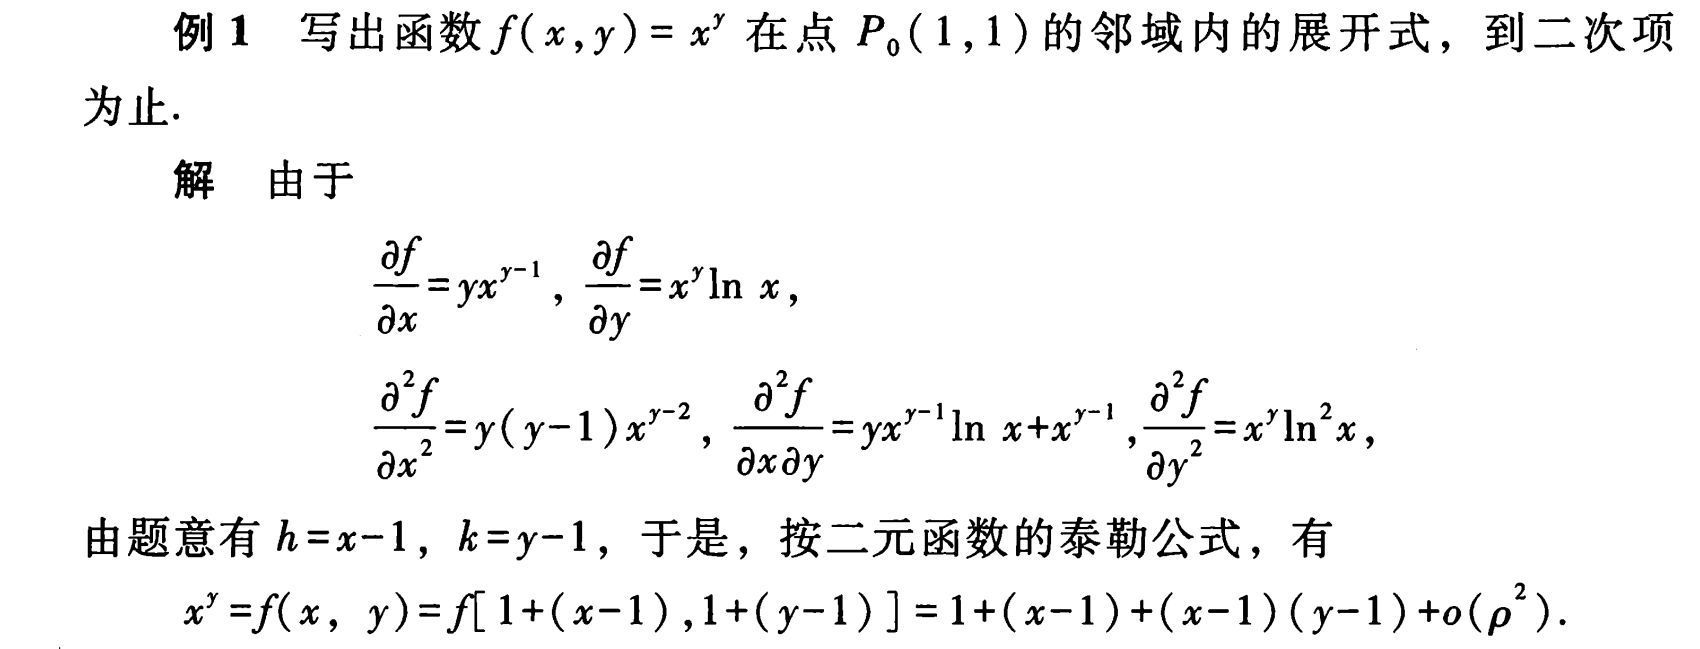 例 1 写出函数 f(x,y)= x^y 在点 P₀(1,1)的邻域内的展开式，到二次项
为止.
解 由于
∂f/∂x=yx^{y-1}, ∂f/∂y=x^y ln x,
∂²f/∂x²=y(y-1)x^{y-2}, ∂²f/∂x∂y=yx^{y-1}ln x+x^{y-1},∂²f/∂y²=x^y ln²x,
由题意有 h=x-1，k=y-1，于是，按二元函数的泰勒公式，有
x^y=f(x, y)=f[1+(x-1),1+(y-1)]=1+(x-1)+(x-1)(y-1)+o(ρ²).